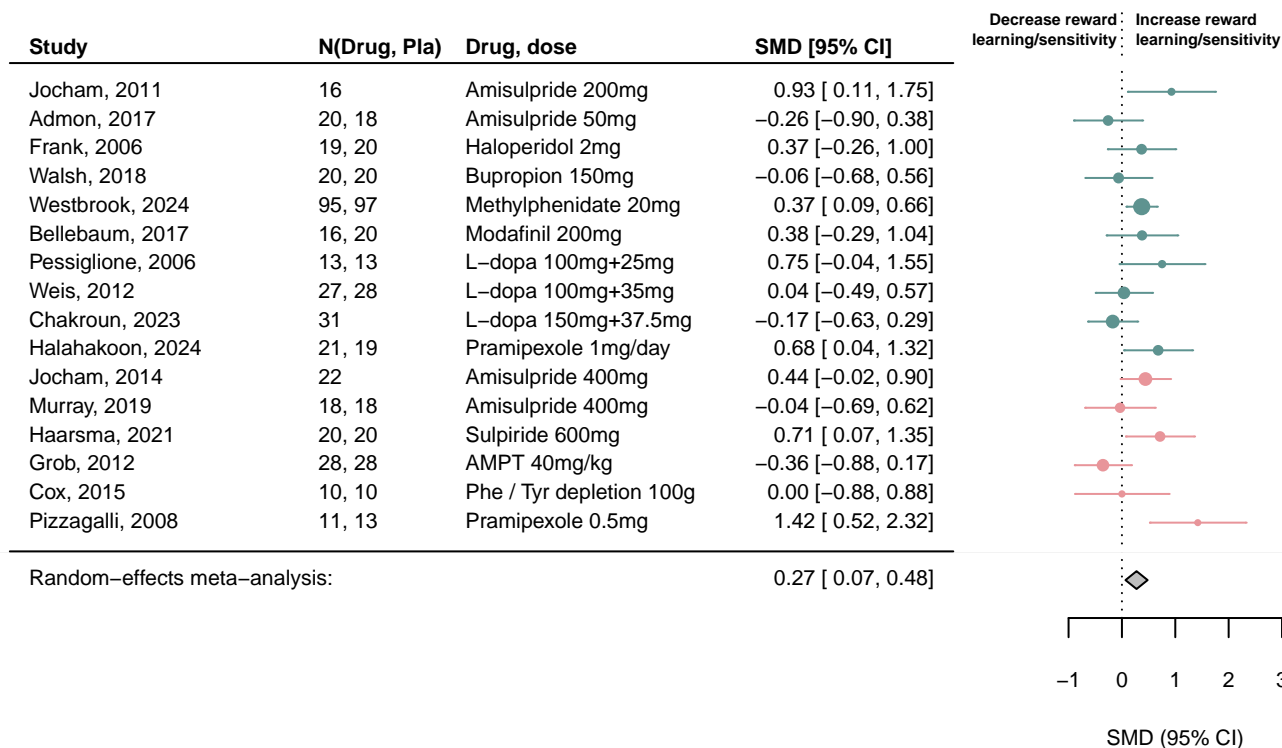 Decrease reward Increase reward
Study N(Drug, Pla) Drug, dose SMD [95% CI] learning/sensitivity learning/sensitivity
Jocham, 2011 16 Amisulpride 200mg 0.93 [ 0.11, 1.75]
Admon, 2017 20, 18 Amisulpride 50mg −0.26 [−0.90, 0.38]
Frank, 2006 19, 20 Haloperidol 2mg 0.37 [−0.26, 1.00]
Walsh, 2018 20, 20 Bupropion 150mg −0.06 [−0.68, 0.56]
Westbrook, 2024 95, 97 Methylphenidate 20mg 0.37 [ 0.09, 0.66]
Bellebaum, 2017 16, 20 Modafinil 200mg 0.38 [−0.29, 1.04]
Pessiglione, 2006 13, 13 L−dopa 100mg+25mg 0.75 [−0.04, 1.55]
Weis, 2012 27, 28 L−dopa 100mg+35mg 0.04 [−0.49, 0.57]
Chakroun, 2023 31 L−dopa 150mg+37.5mg −0.17 [−0.63, 0.29]
Halahakoon, 2024 21, 19 Pramipexole 1mg/day 0.68 [ 0.04, 1.32]
Jocham, 2014 22 Amisulpride 400mg 0.44 [−0.02, 0.90]
Murray, 2019 18, 18 Amisulpride 400mg −0.04 [−0.69, 0.62]
Haarsma, 2021 20, 20 Sulpiride 600mg 0.71 [ 0.07, 1.35]
Grob, 2012 28, 28 AMPT 40mg/kg −0.36 [−0.88, 0.17]
Cox, 2015 10, 10 Phe / Tyr depletion 100g 0.00 [−0.88, 0.88]
Pizzagalli, 2008 11, 13 Pramipexole 0.5mg 1.42 [ 0.52, 2.32]
Random−effects meta−analysis: 0.27 [ 0.07, 0.48]
−1 0 1 2 3
SMD (95% CI)